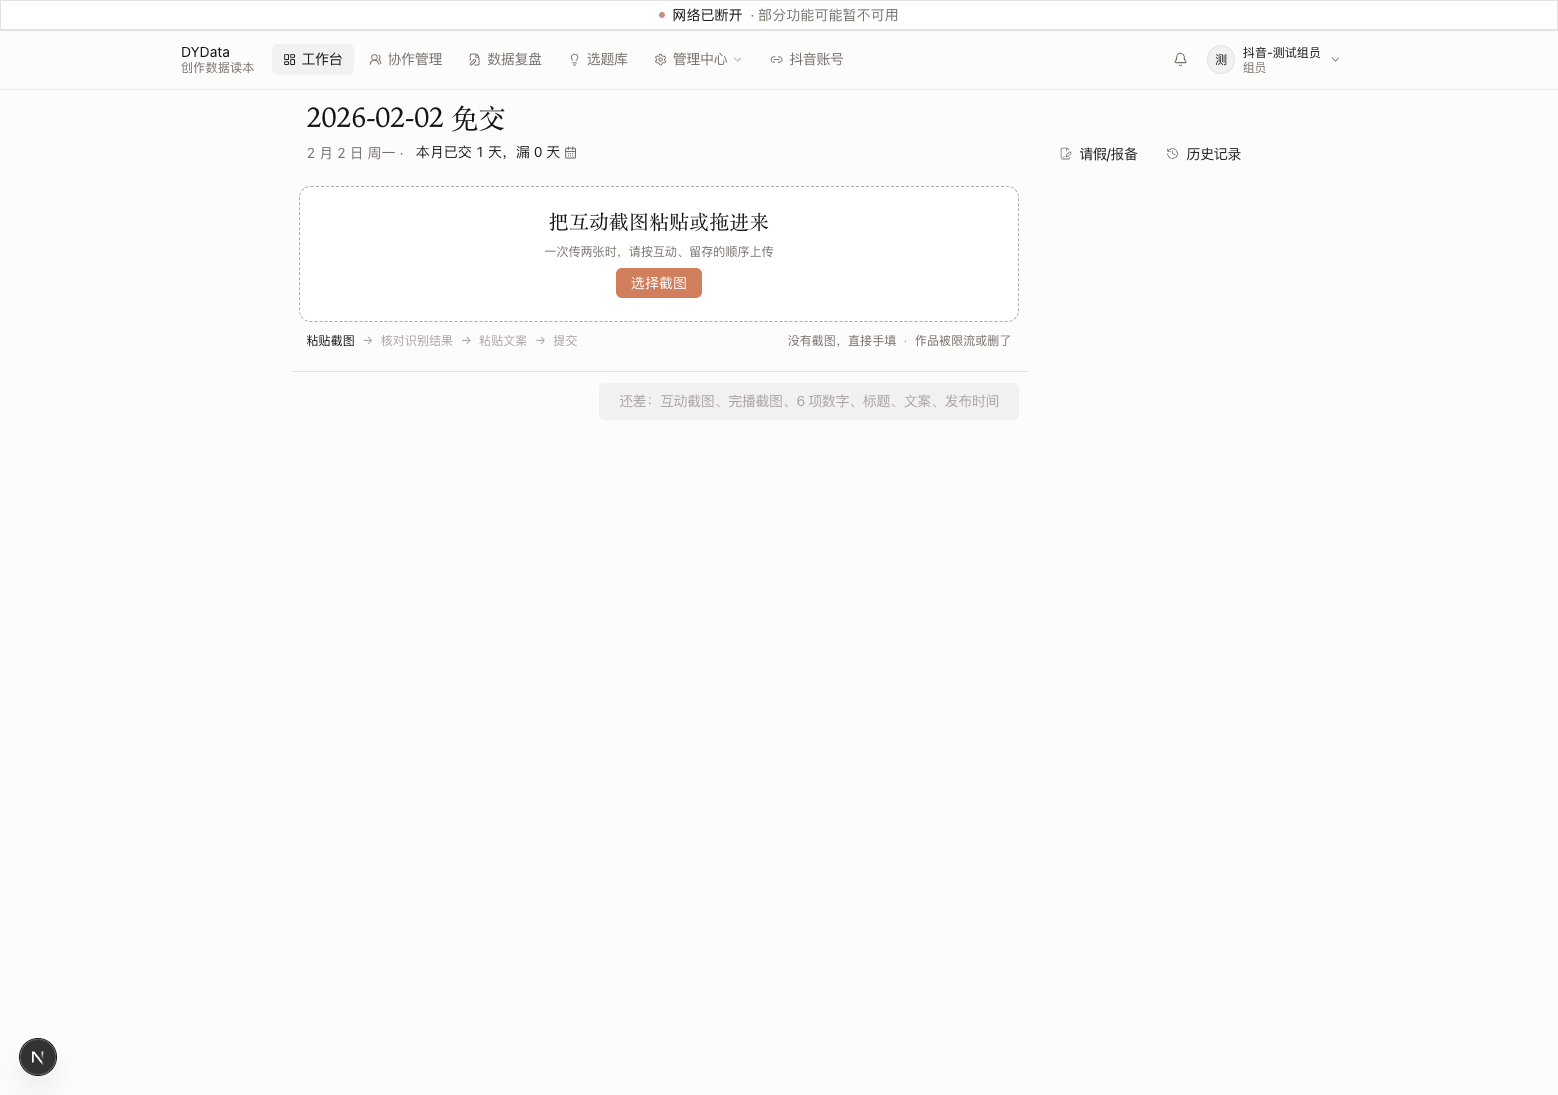 网络已断开 · 部分功能可能暂不可用
DYData
创作数据读本
工作台 协作管理 数据复盘 选题库 管理中心 抖音账号
测 抖音-测试组员
组员
2026-02-02 免交
2 月 2 日 周一 · 本月已交 1 天，漏 0 天
请假/报备 历史记录
把互动截图粘贴或拖进来
一次传两张时，请按互动、留存的顺序上传
选择截图
粘贴截图 → 核对识别结果 → 粘贴文案 → 提交
没有截图，直接手填 · 作品被限流或删了
还差：互动截图、完播截图、6 项数字、标题、文案、发布时间
N